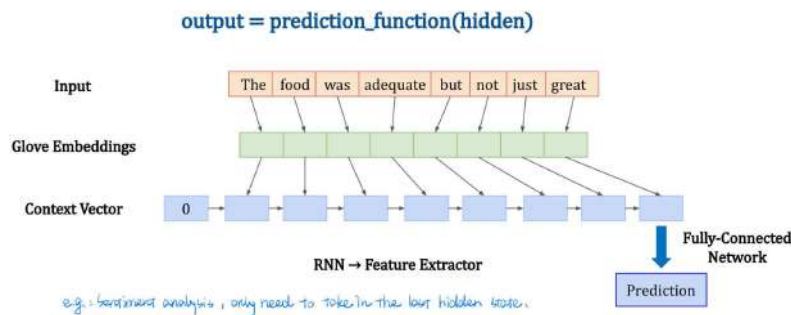 output = prediction_function(hidden)
Input
The food was adequate but not just great
Glove Embeddings
Context Vector
0
Fully-Connected
Network
RNN → Feature Extractor
Prediction
e.g.: sentiment analysis, only need to take in the last hidden state.